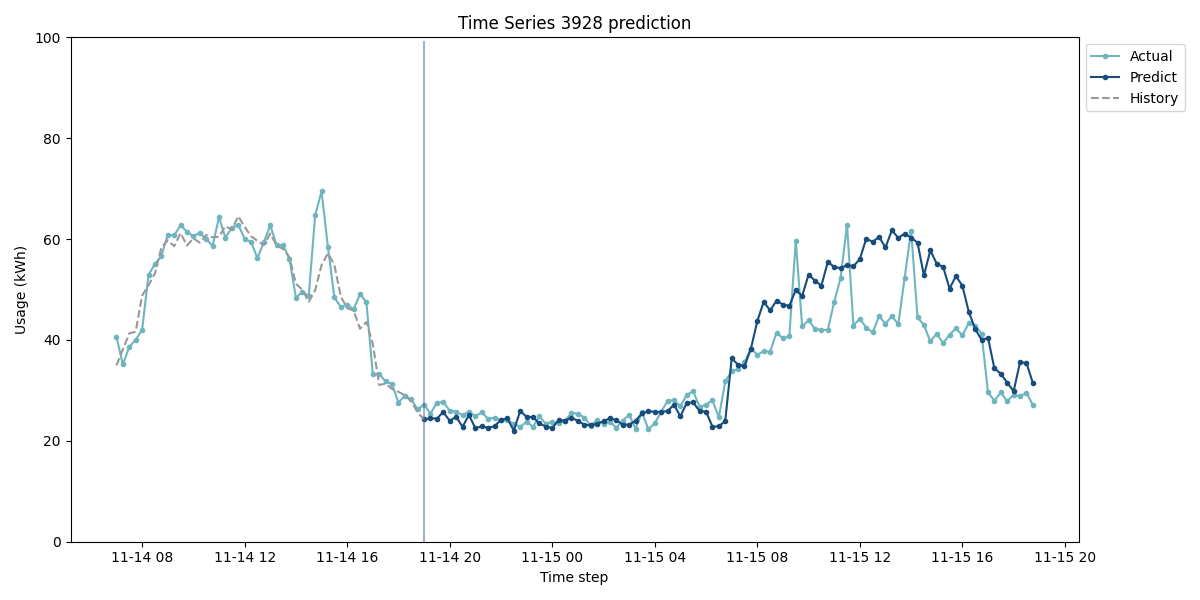 Time Series 3928 prediction
100
80
60
40
20
0
Usage (kWh)
11-14 08
11-14 12
11-14 16
11-14 20
11-15 00
11-15 04
11-15 08
11-15 12
11-15 16
11-15 20
Time step
Actual
Predict
History